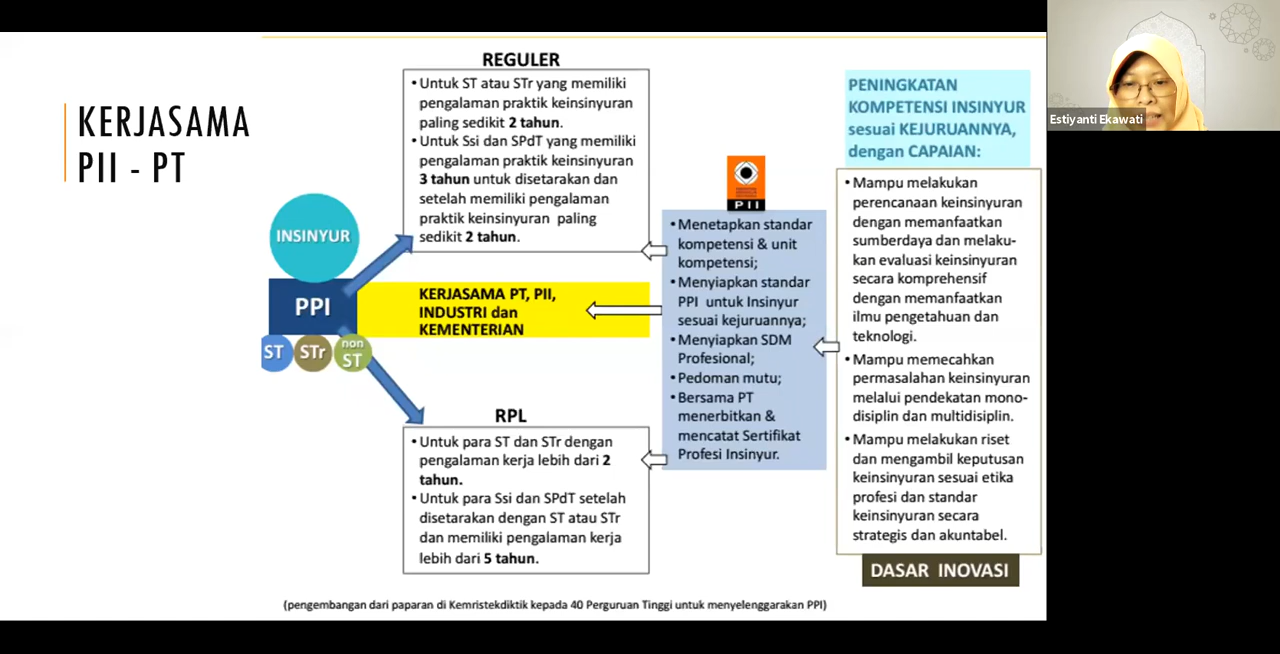 KERJASAMA
PII - PT
REGULER
• Untuk ST atau STr yang memiliki
pengalaman praktik keinsinyuran
paling sedikit 2 tahun.
• Untuk Ssi dan SPdT yang memiliki
pengalaman praktik keinsinyuran
3 tahun untuk disetarakan dan
setelah memiliki pengalaman
praktik keinsinyuran paling
sedikit 2 tahun.
INSINYUR
PPI
ST
STr
non
ST
KERJASAMA PT, PII,
INDUSTRI dan
KEMENTERIAN
RPL
• Untuk para ST dan STr dengan
pengalaman kerja lebih dari 2
tahun.
• Untuk para Ssi dan SPdT setelah
disetarakan dengan ST atau STr
dan memiliki pengalaman kerja
lebih dari 5 tahun.
PII
• Menetapkan standar
kompetensi & unit
kompetensi;
• Menyiapkan standar
PPI untuk Insinyur
sesuai kejuruannya;
• Menyiapkan SDM
Profesional;
• Pedoman mutu;
• Bersama PT
menerbitkan &
mencatat Sertifikat
Profesi Insinyur.
PENINGKATAN
KOMPETENSI INSINYUR
sesuai KEJURUANNYA,
dengan CAPAIAN:
• Mampu melakukan
perencanaan keinsinyuran
dengan memanfaatkan
sumberdaya dan melaku-
kan evaluasi keinsinyuran
secara komprehensif
dengan memanfaatkan
ilmu pengetahuan dan
teknologi.
• Mampu memecahkan
permasalahan keinsinyuran
melalui pendekatan mono-
disiplin dan multidisiplin.
• Mampu melakukan riset
dan mengambil keputusan
keinsinyuran sesuai etika
profesi dan standar
keinsinyuran secara
strategis dan akuntabel.
DASAR INOVASI
(pengembangan dari paparan di Kemristekdiktik kepada 40 Perguruan Tinggi untuk menyelenggarakan PPI)
Estiyanti Ekawati